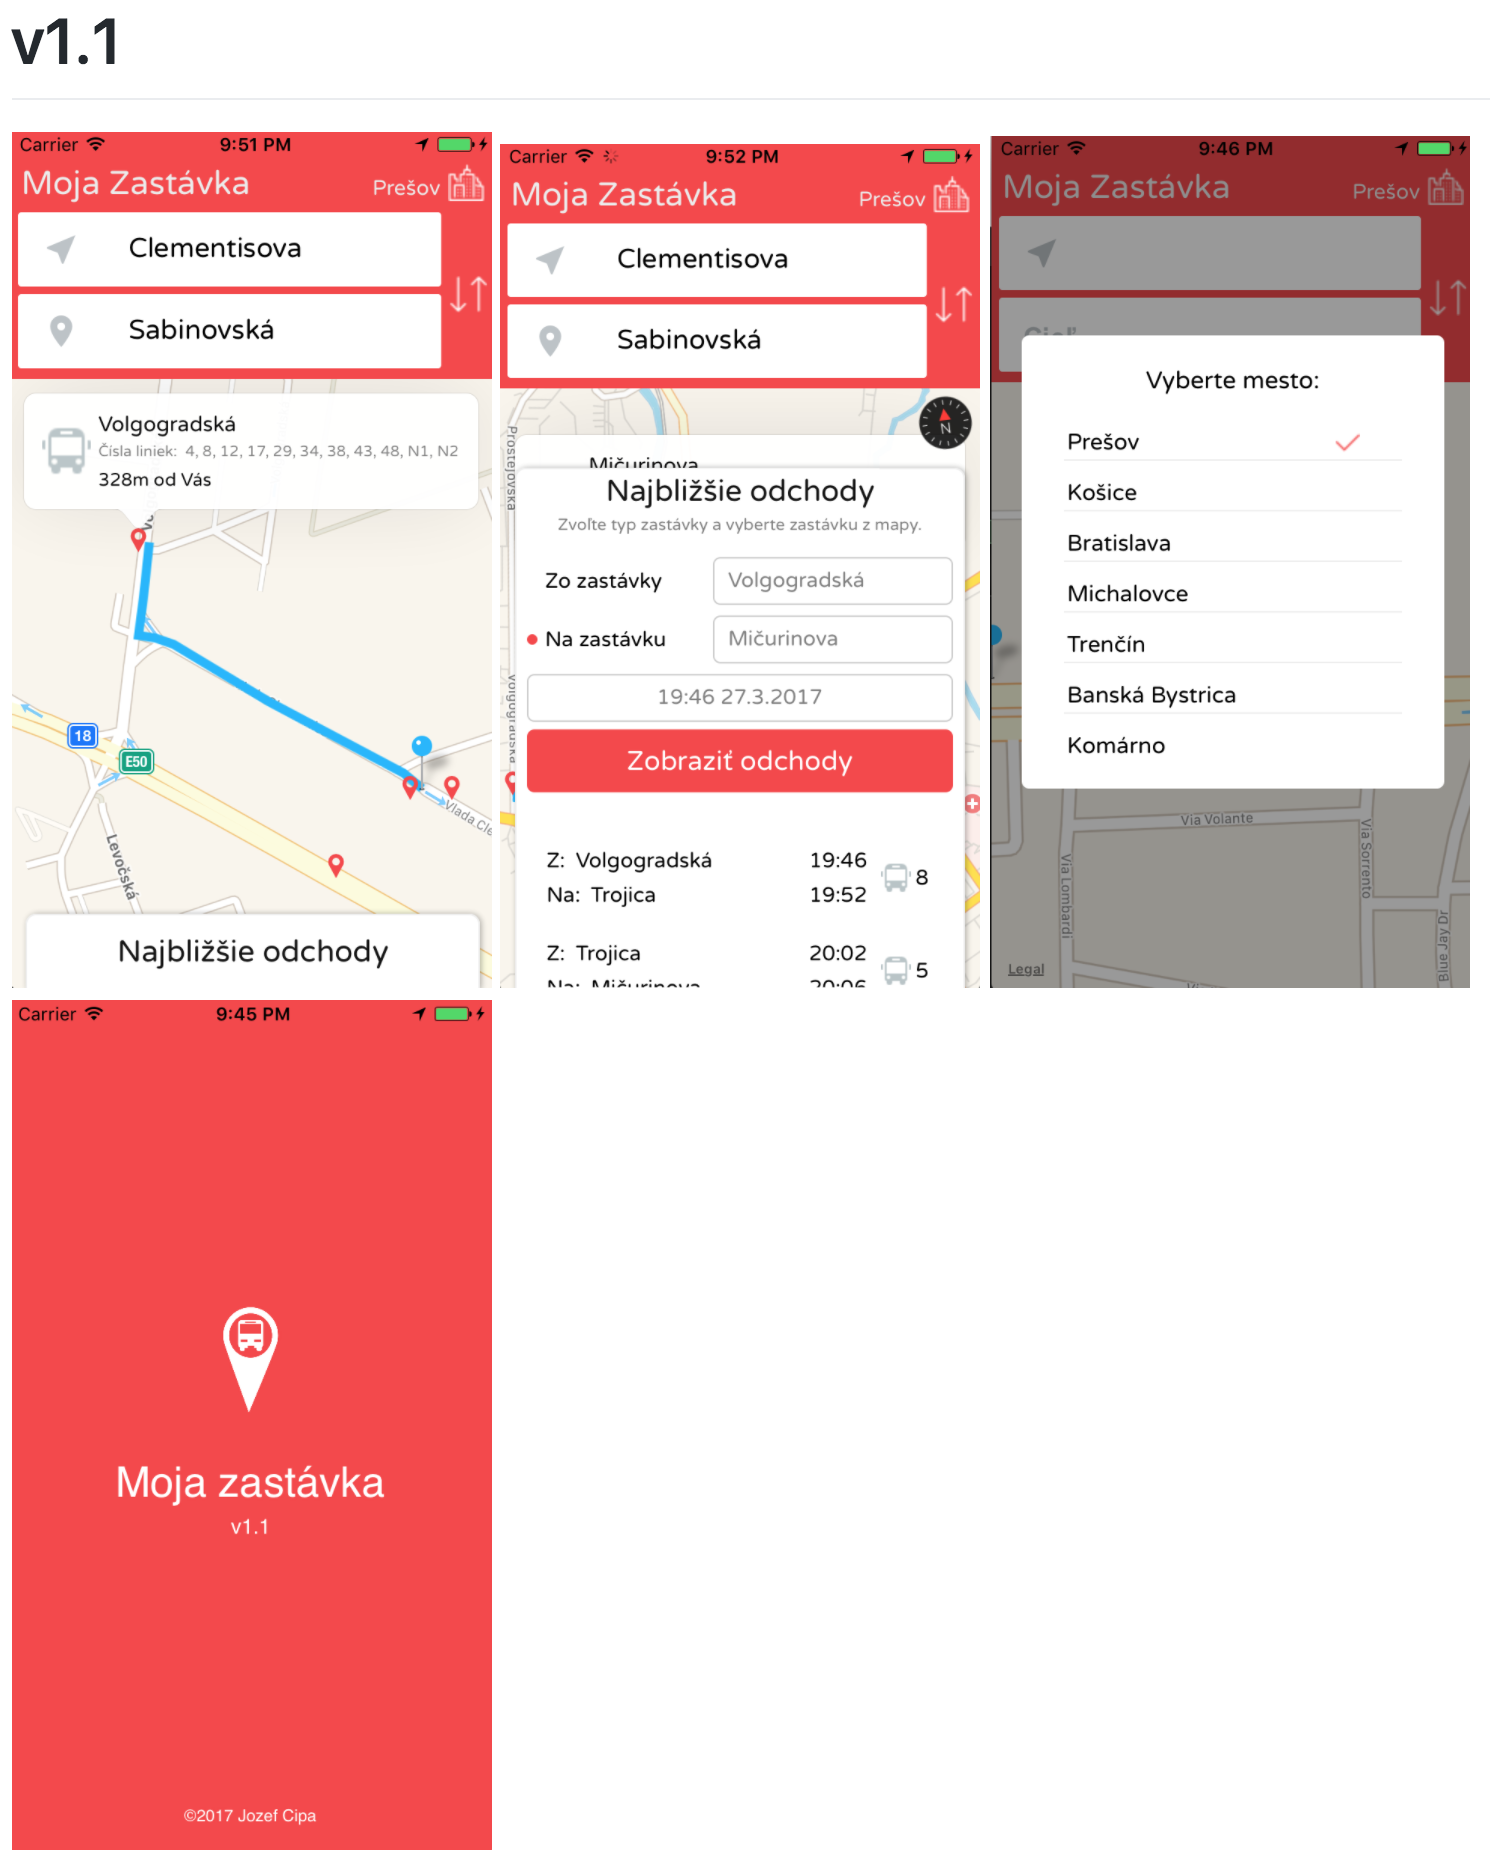 v1.1
Carrier 9:51 PM
Moja Zastávka Prešov
Clementisova
Sabinovská
Volgogradská
Čísla liniek: 4, 8, 12, 17, 29, 34, 38, 43, 48, N1, N2
328m od Vás
18
E50
Vlada Cle
Levočská
Najbližšie odchody
Carrier 9:52 PM
Moja Zastávka Prešov
Clementisova
Sabinovská
N
Prostejovská
Mičurinova
Najbližšie odchody
Zvoľte typ zastávky a vyberte zastávku z mapy.
Zo zastávky Volgogradská
Na zastávku Mičurinova
19:46 27.3.2017
Volgogradská
Zobraziť odchody
Z: Volgogradská 19:46
8
Na: Trojica 19:52
Z: Trojica 20:02
5
Na: Mičurinova 20:06
Carrier 9:46 PM
Moja Zastávka Prešov
Cieľ
Vyberte mesto:
Prešov
Košice
Bratislava
Michalovce
Trenčín
Banská Bystrica
Komárno
Via Volante
Via Lombardi
Via Sorrento
Blue Jay Dr
Legal
Carrier 9:45 PM
Moja zastávka
v1.1
©2017 Jozef Cipa